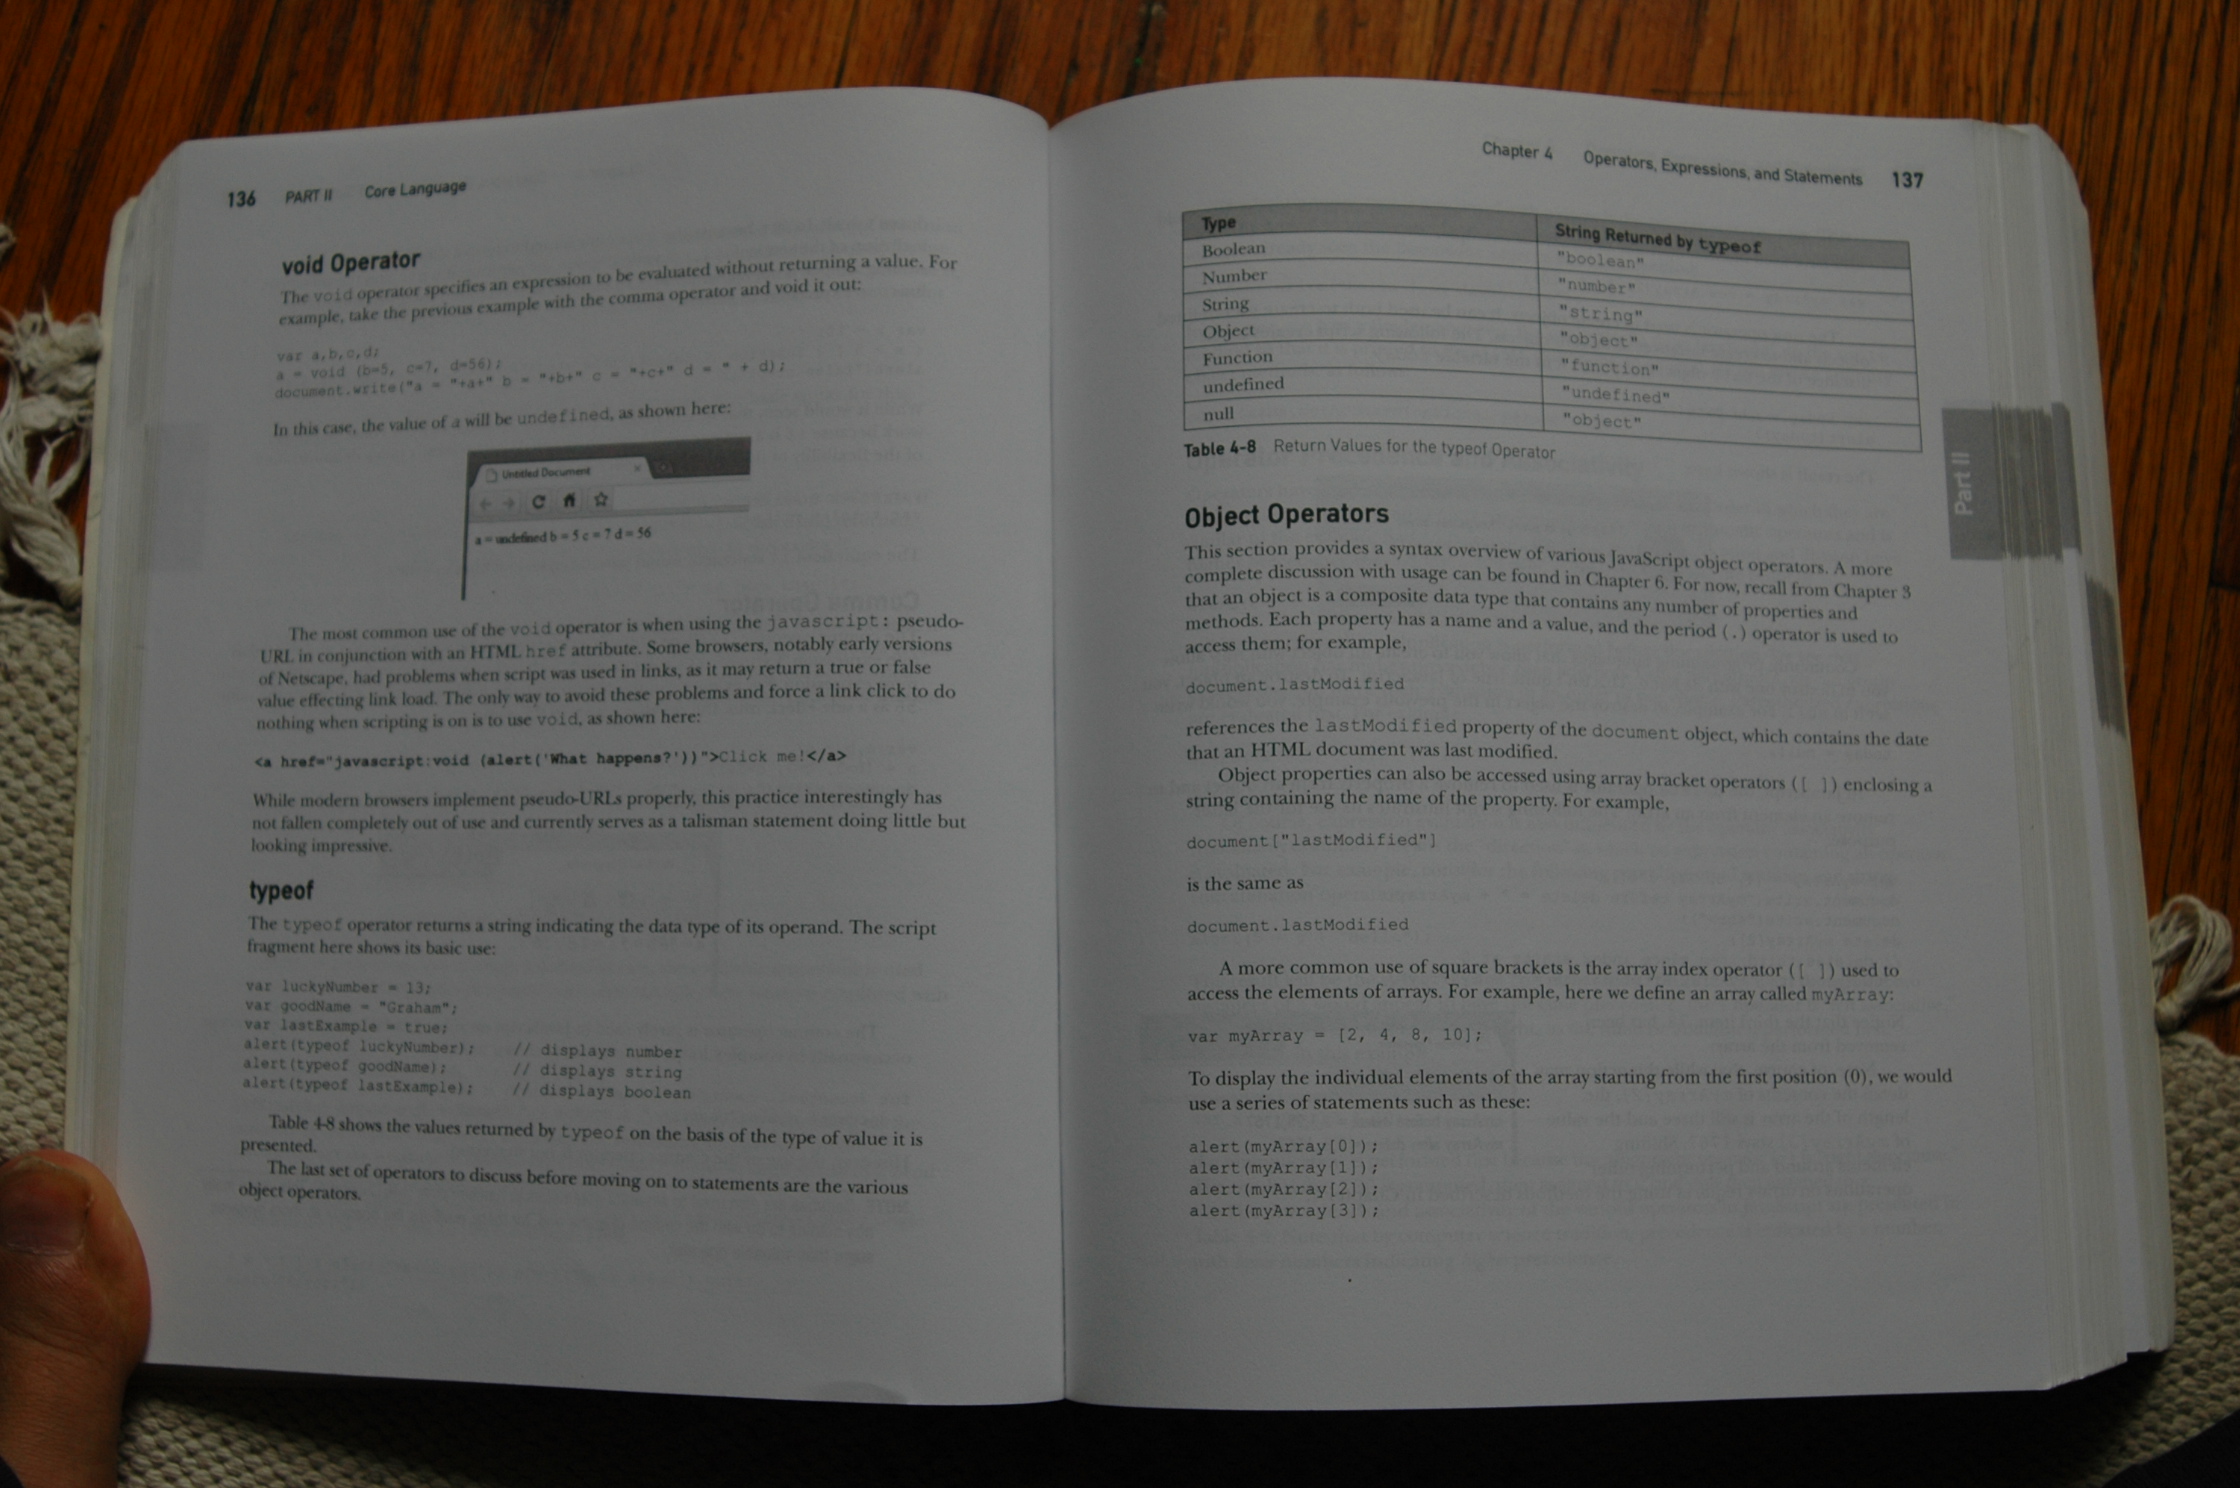 136 PART II Core Language
void Operator
The void operator specifies an expression to be evaluated without returning a value. For
example, take the previous example with the comma operator and void it out:
var a,b,c,d;
a = void (b=5, c=7, d=56);
document.write("a = "+a+" b = "+b+" c = "+c+" d = " + d);
In this case, the value of a will be undefined, as shown here:
Untitled Document
a = undefined b = 5 c = 7 d = 56
The most common use of the void operator is when using the javascript: pseudo-
URL in conjunction with an HTML href attribute. Some browsers, notably early versions
of Netscape, had problems when script was used in links, as it may return a true or false
value effecting link load. The only way to avoid these problems and force a link click to do
nothing when scripting is on is to use void, as shown here:
<a href="javascript:void (alert('What happens?'))">Click me!</a>
While modern browsers implement pseudo-URLs properly, this practice interestingly has
not fallen completely out of use and currently serves as a talisman statement doing little but
looking impressive.
typeof
The typeof operator returns a string indicating the data type of its operand. The script
fragment here shows its basic use:
var luckyNumber = 13;
var goodName = "Graham";
var lastExample = true;
alert(typeof luckyNumber); // displays number
alert(typeof goodName); // displays string
alert(typeof lastExample); // displays boolean
Table 4-8 shows the values returned by typeof on the basis of the type of value it is
presented.
The last set of operators to discuss before moving on to statements are the various
object operators.
Chapter 4 Operators, Expressions, and Statements 137
Type String Returned by typeof
Boolean "boolean"
Number "number"
String "string"
Object "object"
Function "function"
undefined "undefined"
null "object"
Table 4-8 Return Values for the typeof Operator
Part II
Object Operators
This section provides a syntax overview of various JavaScript object operators. A more
complete discussion with usage can be found in Chapter 6. For now, recall from Chapter 3
that an object is a composite data type that contains any number of properties and
methods. Each property has a name and a value, and the period (.) operator is used to
access them; for example,
document.lastModified
references the lastModified property of the document object, which contains the date
that an HTML document was last modified.
Object properties can also be accessed using array bracket operators ([ ]) enclosing a
string containing the name of the property. For example,
document["lastModified"]
is the same as
document.lastModified
A more common use of square brackets is the array index operator ([ ]) used to
access the elements of arrays. For example, here we define an array called myArray:
var myArray = [2, 4, 8, 10];
To display the individual elements of the array starting from the first position (0), we would
use a series of statements such as these:
alert(myArray[0]);
alert(myArray[1]);
alert(myArray[2]);
alert(myArray[3]);